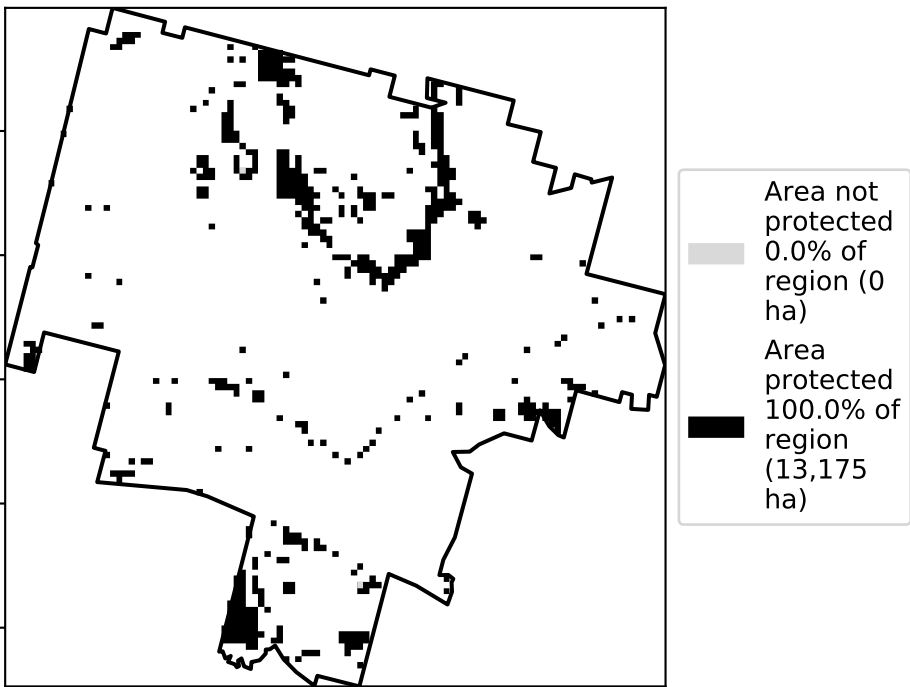 Area not
protected
0.0% of
region (0
ha)
Area
protected
100.0% of
region
(13,175
ha)